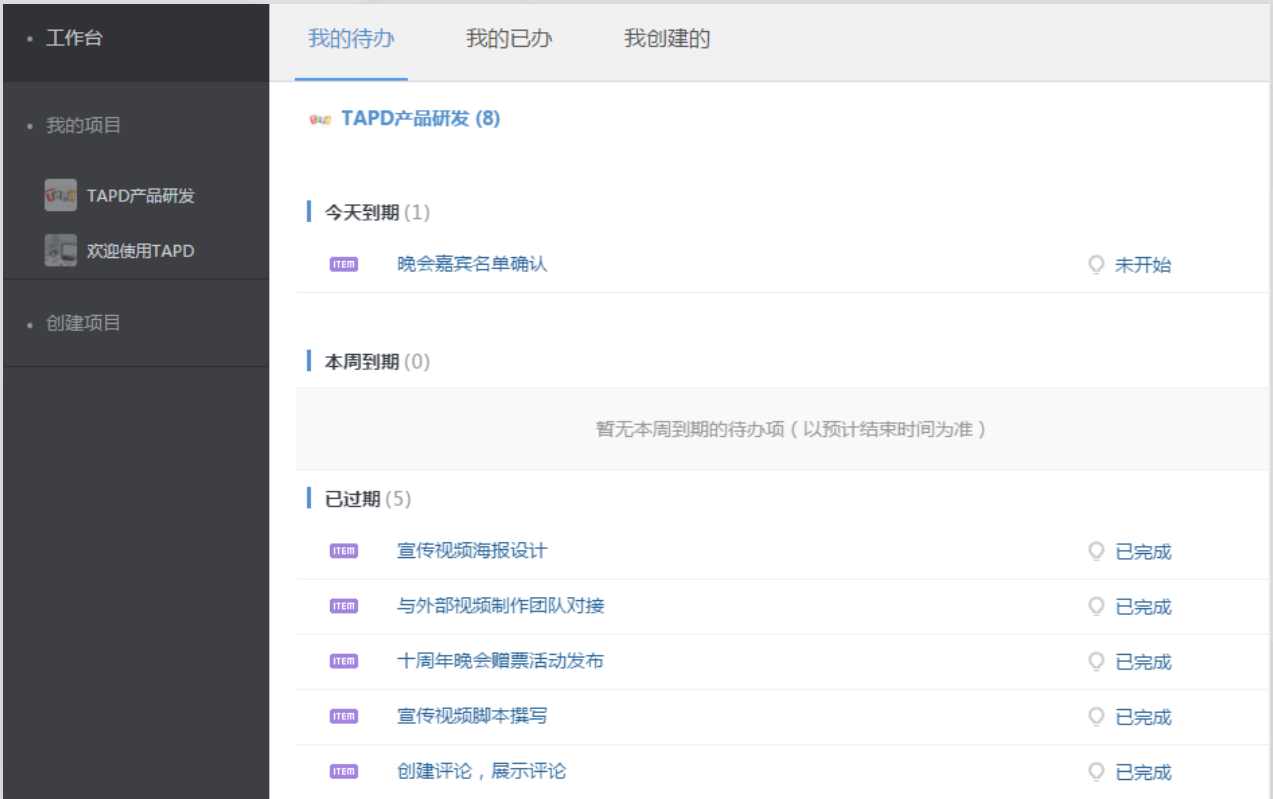 工作台
我的项目
TAPD产品研发
欢迎使用TAPD
创建项目
我的待办 我的已办 我创建的
TAPD产品研发 (8)
今天到期 (1)
ITEM 晚会嘉宾名单确认 未开始
本周到期 (0)
暂无本周到期的待办项（以预计结束时间为准）
已过期 (5)
ITEM 宣传视频海报设计 已完成
ITEM 与外部视频制作团队对接 已完成
ITEM 十周年晚会赠票活动发布 已完成
ITEM 宣传视频脚本撰写 已完成
ITEM 创建评论，展示评论 已完成